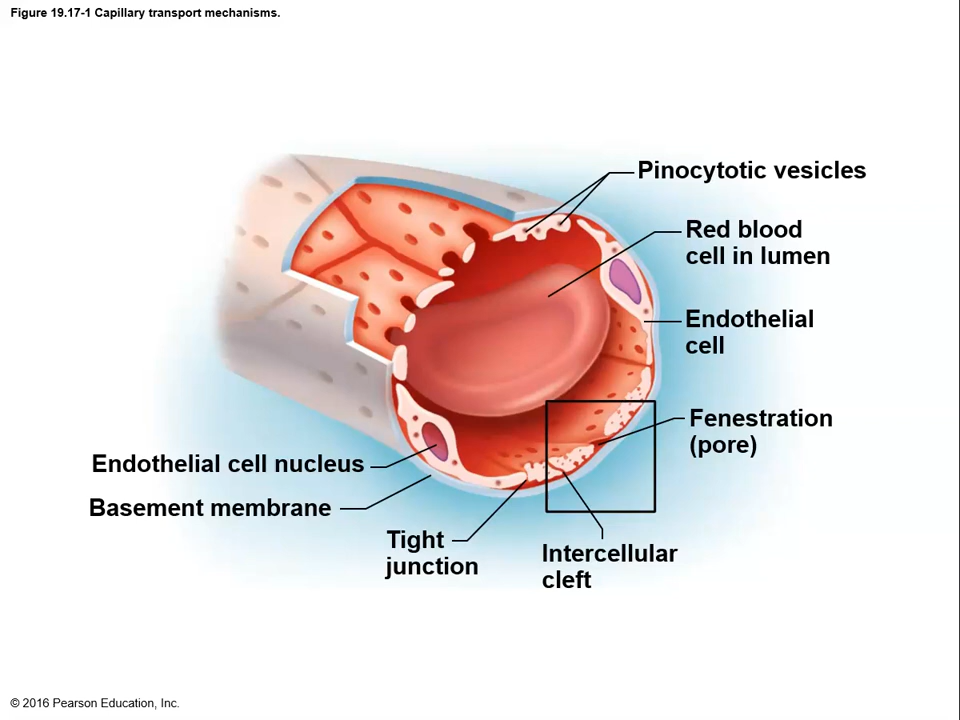 Figure 19.17-1 Capillary transport mechanisms.
Pinocytotic vesicles
Red blood
cell in lumen
Endothelial
cell
Fenestration
(pore)
Endothelial cell nucleus
Basement membrane
Tight
junction
Intercellular
cleft
© 2016 Pearson Education, Inc.